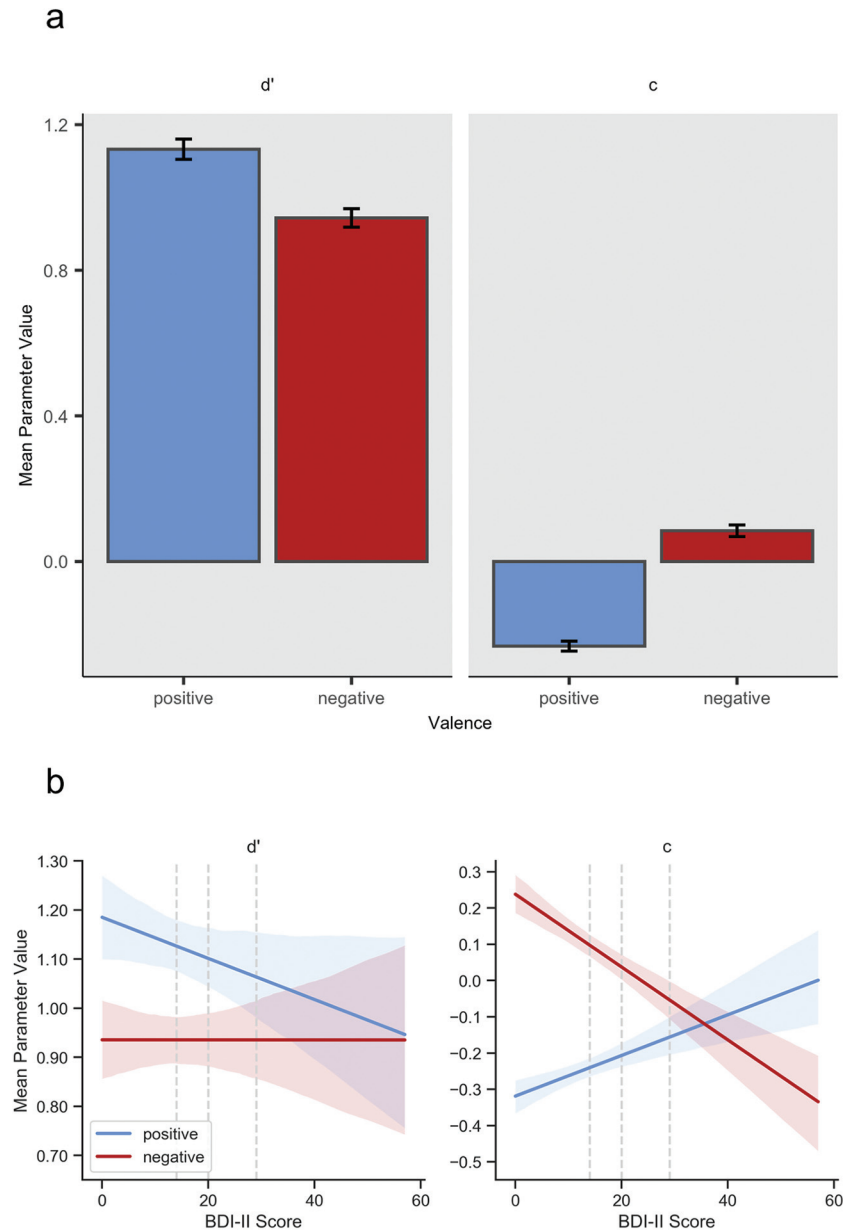 a
d'
c
1.2
0.8
0.4
0.0
Mean Parameter Value
positive
negative
positive
negative
Valence
b
d'
c
1.30
1.20
1.10
1.00
0.90
0.80
0.70
Mean Parameter Value
positive
negative
0
20
40
60
BDI-II Score
0.3
0.2
0.1
0.0
−0.1
−0.2
−0.3
−0.4
−0.5
0
20
40
60
BDI-II Score